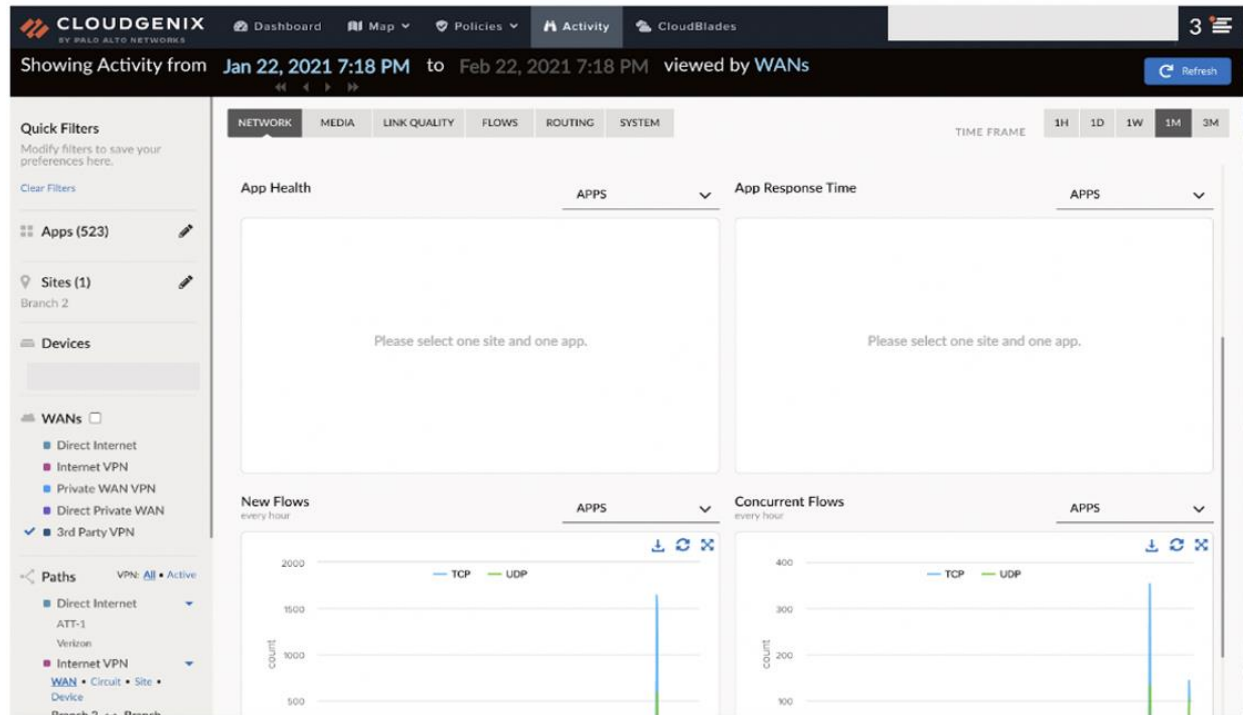 CLOUDGENIX
BY PALO ALTO NETWORKS
Dashboard Map Policies Activity CloudBlades 3
Showing Activity from Jan 22, 2021 7:18 PM to Feb 22, 2021 7:18 PM viewed by WANs
Refresh
Quick Filters
Modify filters to save your
preferences here.
Clear Filters
Apps (523)
Sites (1)
Branch 2
Devices
WANs
Direct Internet
Internet VPN
Private WAN VPN
Direct Private WAN
3rd Party VPN
Paths VPN: All • Active
Direct Internet
ATT-1
Verizon
Internet VPN
WAN • Circuit • Site •
Device
Branch 2 Branch
NETWORK MEDIA LINK QUALITY FLOWS ROUTING SYSTEM
TIME FRAME 1H 1D 1W 1M 3M
App Health APPS
Please select one site and one app.
App Response Time APPS
Please select one site and one app.
New Flows APPS
every hour
TCP UDP
2000
1500
1000
500
count
Concurrent Flows APPS
every hour
TCP UDP
400
300
200
100
count